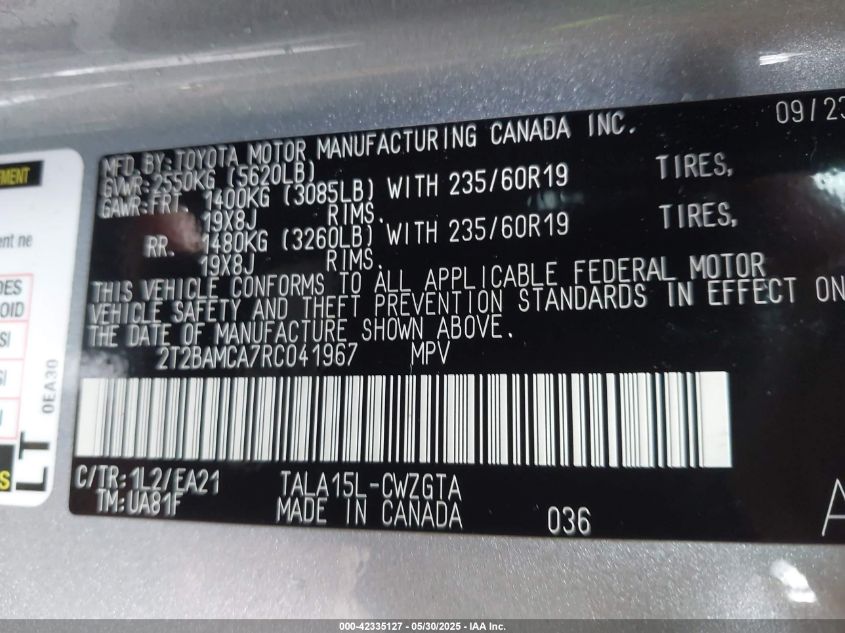 MFD.BY:TOYOTA MOTOR MANUFACTURING CANADA INC. 09/23
GVWR:2550KG (5620LB)
GAWR:FRT. 1400KG (3085LB) WITH 235/60R19 TIRES,
19X8J RIMS.
RR. 1480KG (3260LB) WITH 235/60R19 TIRES,
19X8J RIMS.
THIS VEHICLE CONFORMS TO ALL APPLICABLE FEDERAL MOTOR
VEHICLE SAFETY AND THEFT PREVENTION STANDARDS IN EFFECT ON
THE DATE OF MANUFACTURE SHOWN ABOVE.
2T2BAMCA7RC041967 MPV
C/TR:1L2/EA21 TALA15L-CWZGTA
TM:UA81F MADE IN CANADA 036
A
0EA30
LT
000-42335127 - 05/30/2025 - IAA Inc.